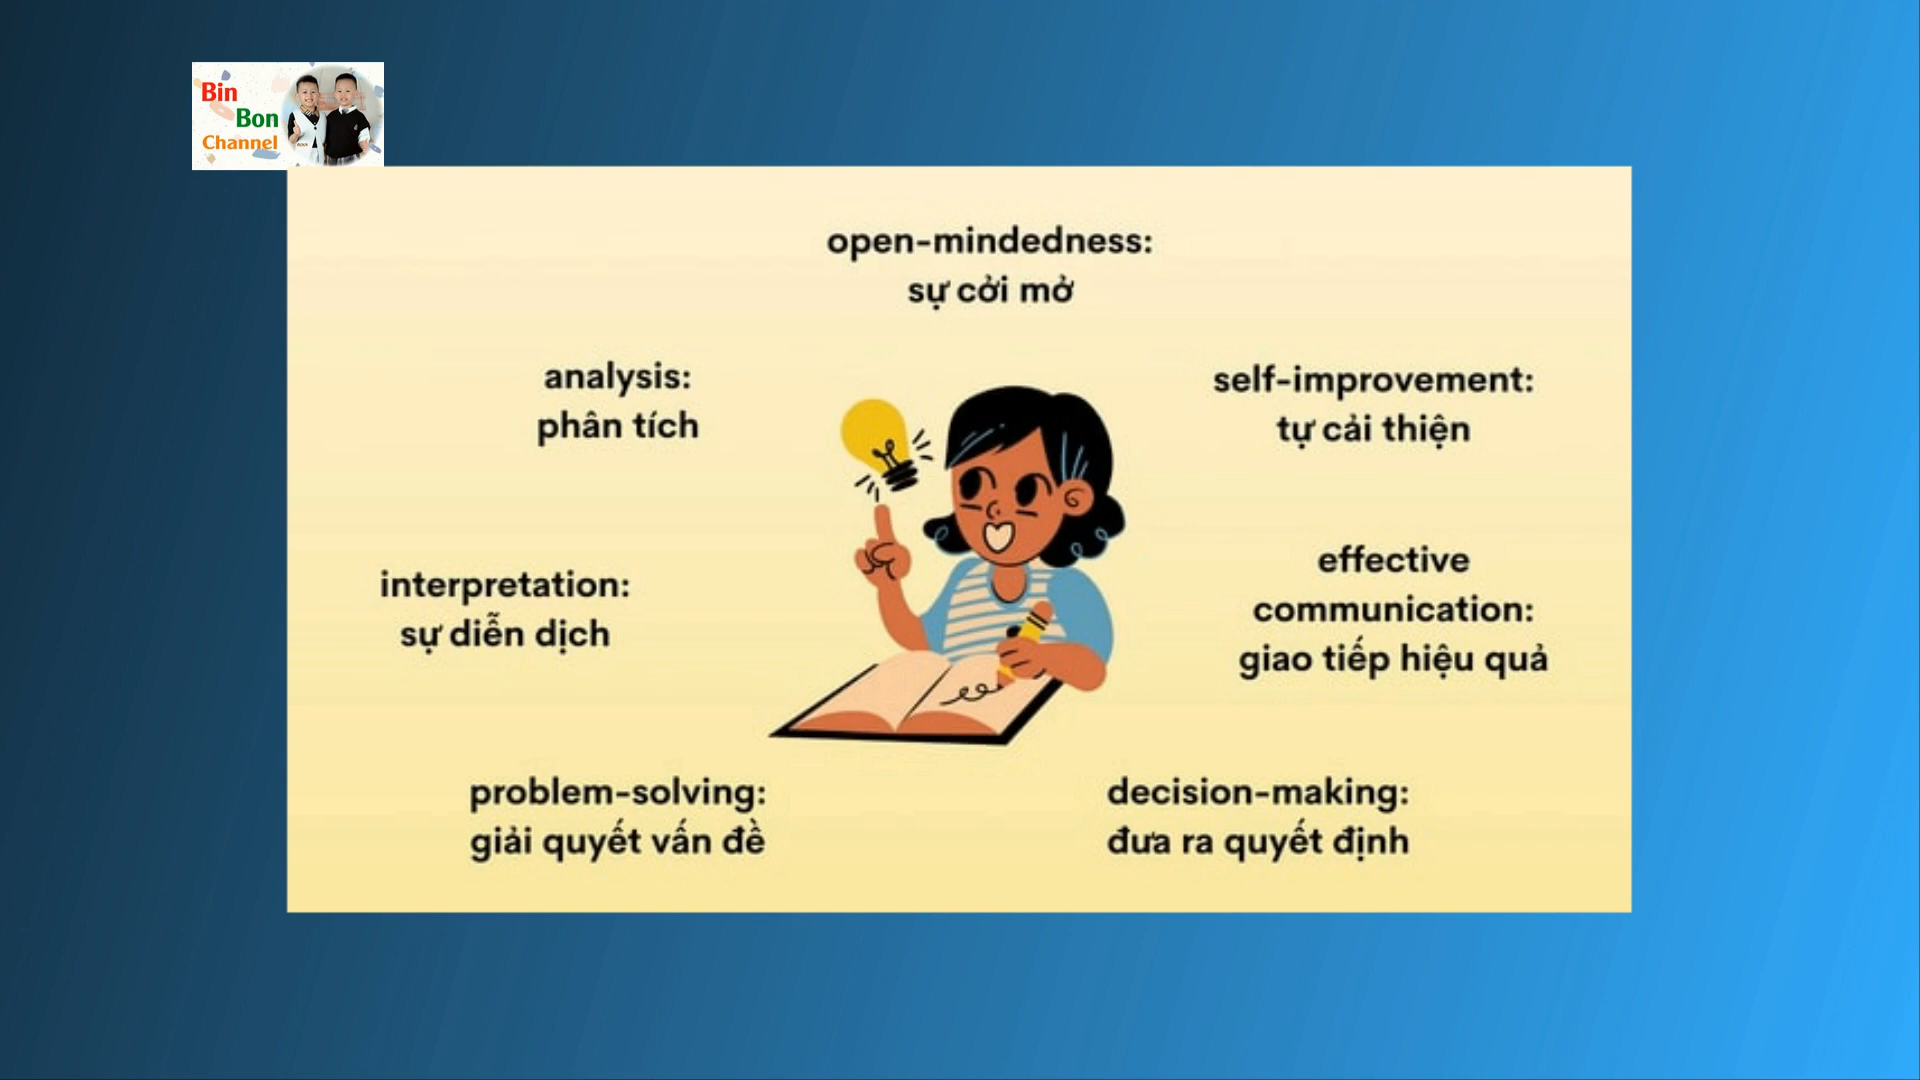 Bin
Bon
Channel
open-mindedness:
sự cởi mở
analysis:
phân tích
self-improvement:
tự cải thiện
interpretation:
sự diễn dịch
effective
communication:
giao tiếp hiệu quả
problem-solving:
giải quyết vấn đề
decision-making:
đưa ra quyết định